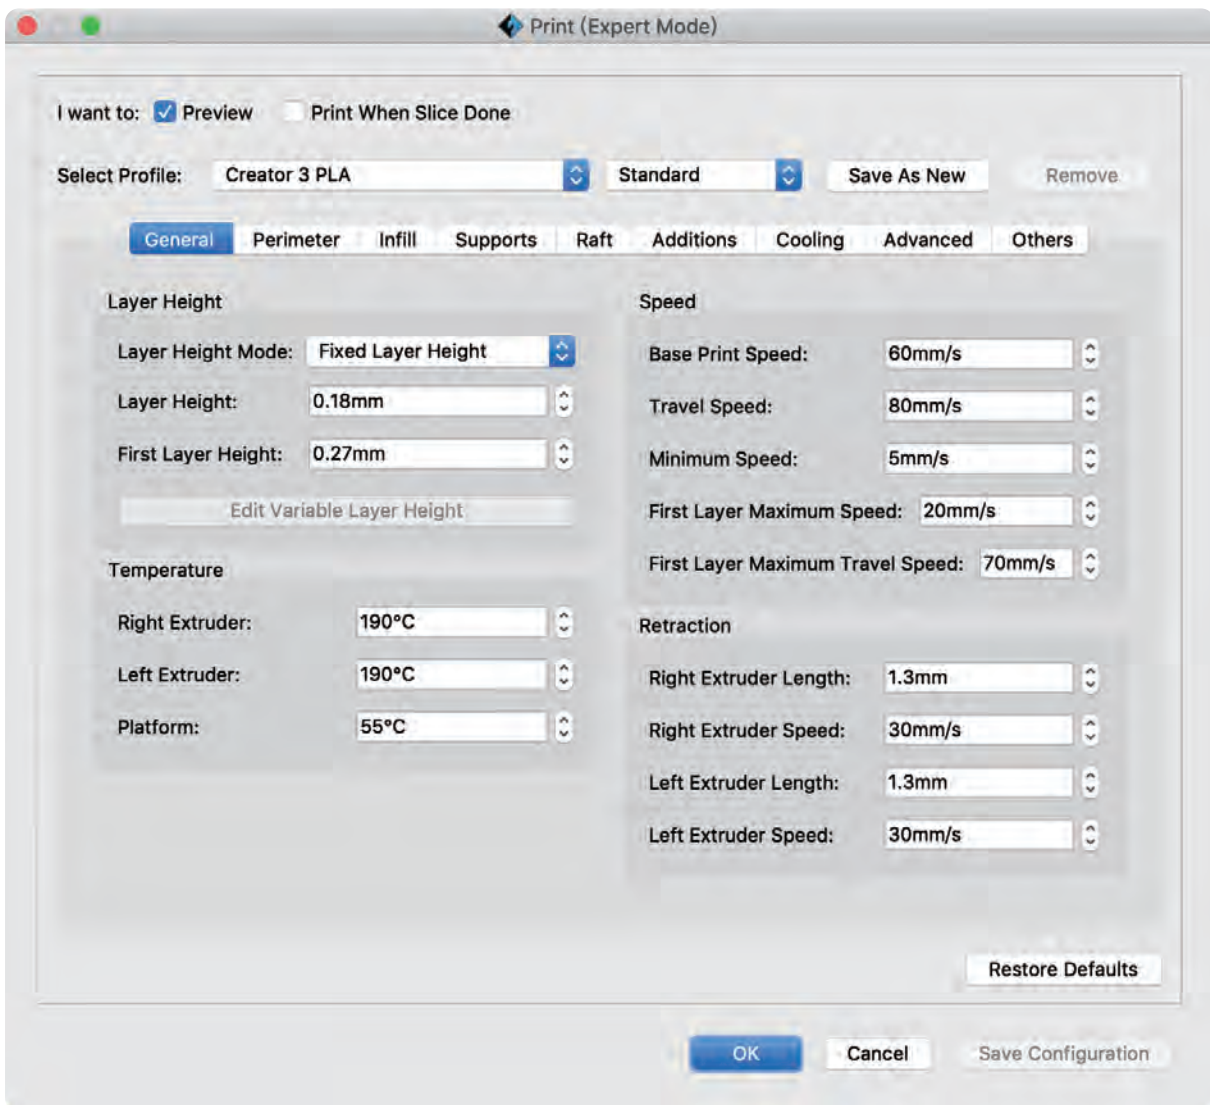 Print (Expert Mode)
I want to: Preview Print When Slice Done
Select Profile: Creator 3 PLA Standard Save As New Remove
General Perimeter Infill Supports Raft Additions Cooling Advanced Others
Layer Height
Layer Height Mode: Fixed Layer Height
Layer Height: 0.18mm
First Layer Height: 0.27mm
Edit Variable Layer Height
Temperature
Right Extruder: 190°C
Left Extruder: 190°C
Platform: 55°C
Speed
Base Print Speed: 60mm/s
Travel Speed: 80mm/s
Minimum Speed: 5mm/s
First Layer Maximum Speed: 20mm/s
First Layer Maximum Travel Speed: 70mm/s
Retraction
Right Extruder Length: 1.3mm
Right Extruder Speed: 30mm/s
Left Extruder Length: 1.3mm
Left Extruder Speed: 30mm/s
Restore Defaults
OK Cancel Save Configuration